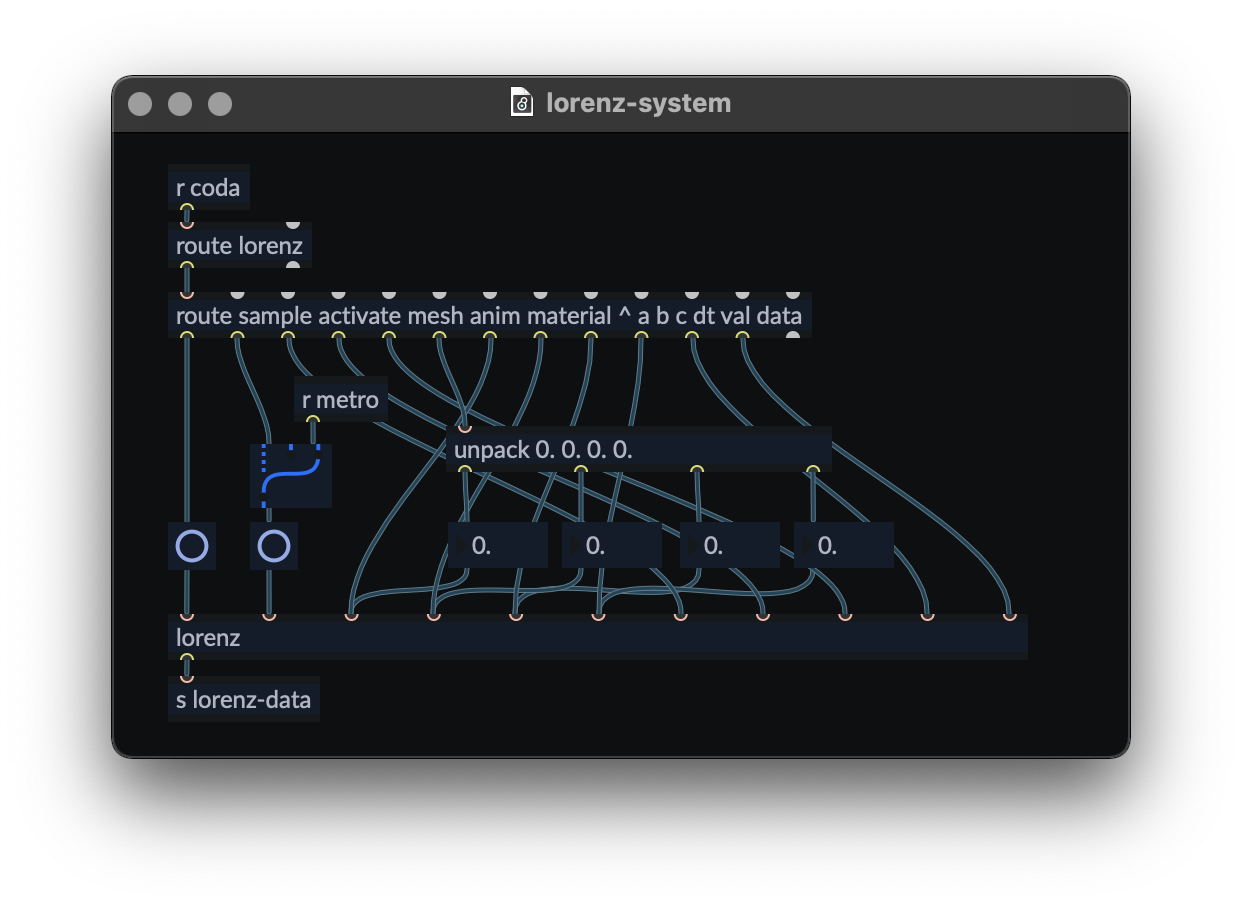 lorenz-system
r coda
route lorenz
route sample activate mesh anim material ^ a b c dt val data
r metro
unpack 0. 0. 0. 0.
0. 0. 0. 0.
lorenz
s lorenz-data